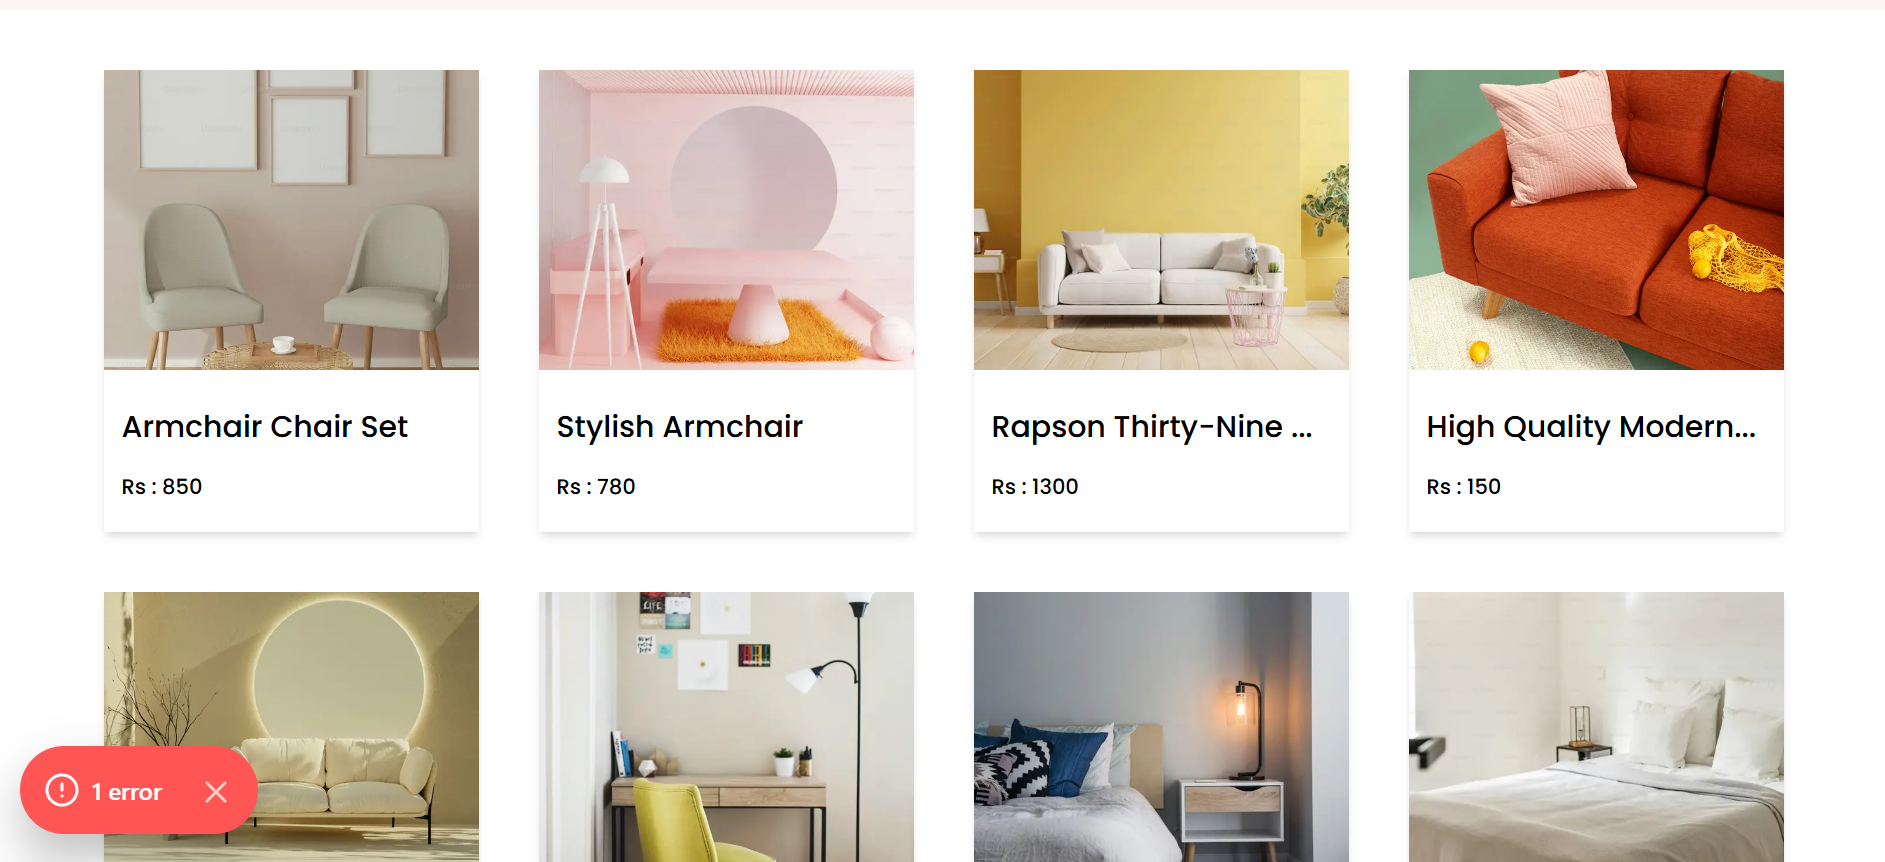 Armchair Chair Set
Rs : 850
Stylish Armchair
Rs : 780
Rapson Thirty-Nine ...
Rs : 1300
High Quality Modern...
Rs : 150
LIFE
1 error